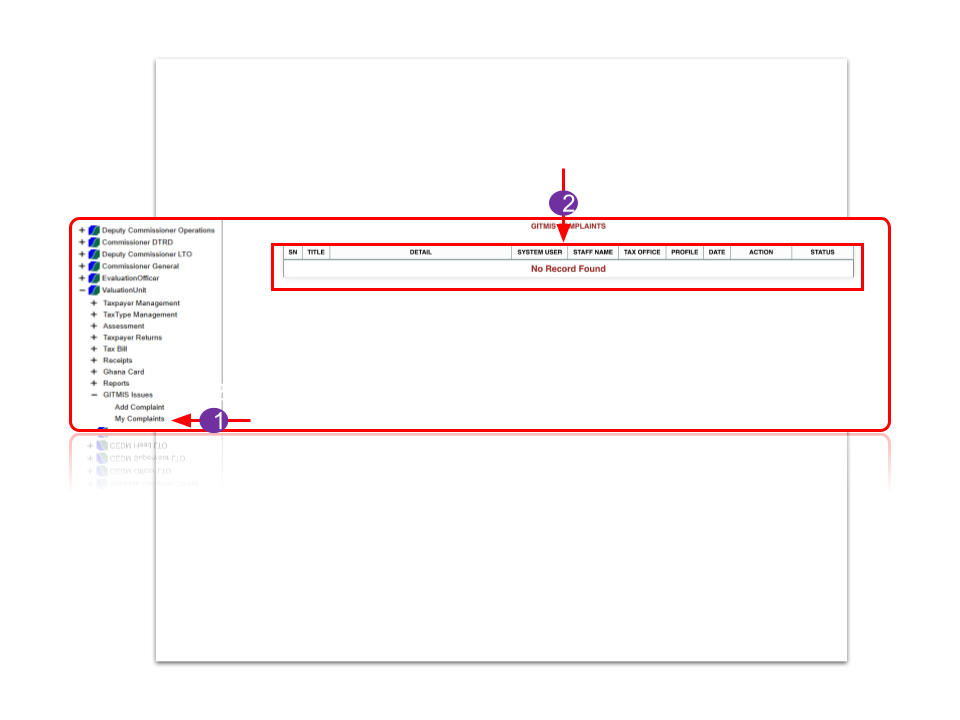 2
GITMIS COMPLAINTS
SN TITLE DETAIL SYSTEM USER STAFF NAME TAX OFFICE PROFILE DATE ACTION STATUS
No Record Found
Deputy Commissioner Operations
Commissioner DTRD
Deputy Commissioner LTO
Commissioner General
EvaluationOfficer
ValuationUnit
Taxpayer Management
TaxType Management
Assessment
Taxpayer Returns
Tax Bill
Receipts
Ghana Card
Reports
GITMIS Issues
Add Complaint
My Complaints
1